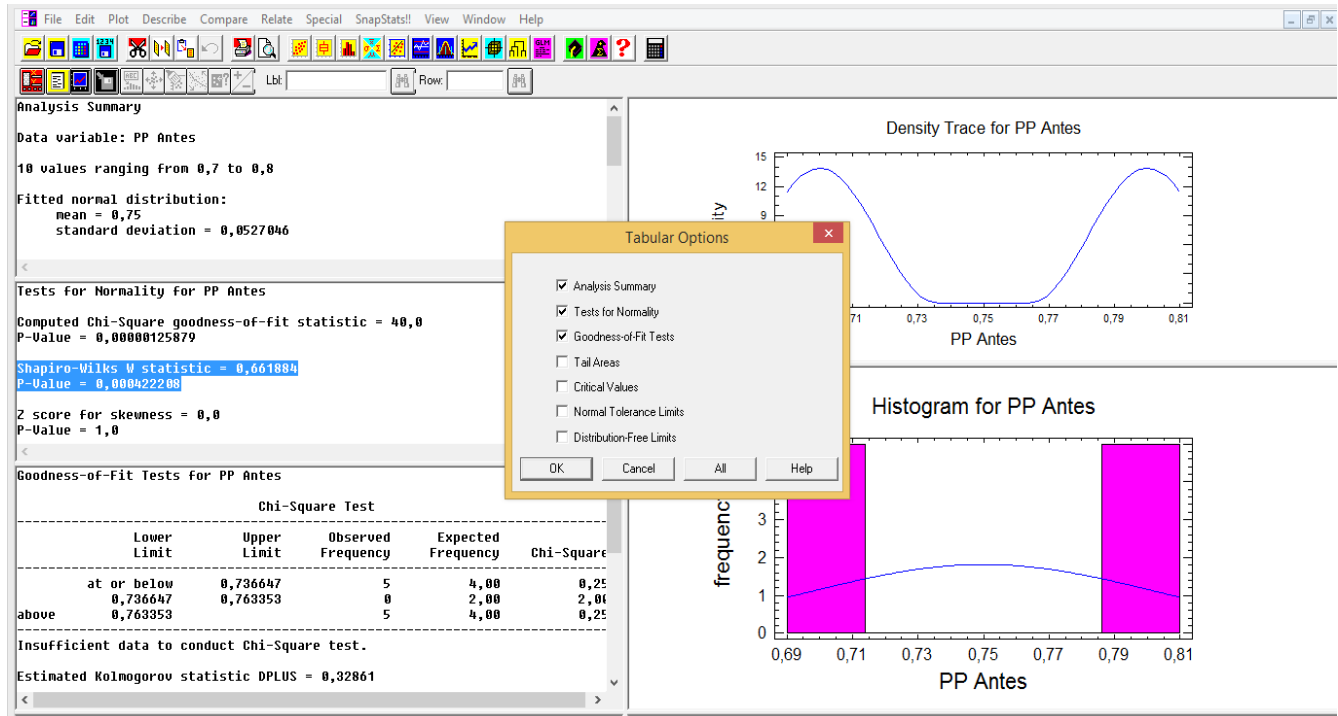 File Edit Plot Describe Compare Relate Special SnapStats!! View Window Help
Lbl: Row:
Analysis Summary
Data variable: PP Antes
10 values ranging from 0,7 to 0,8
Fitted normal distribution:
mean = 0,75
standard deviation = 0,0527046
Tests for Normality for PP Antes
Computed Chi-Square goodness-of-fit statistic = 40,0
P-Value = 0,00000125879
Shapiro-Wilks W statistic = 0,661884
P-Value = 0,000422208
Z score for skewness = 0,0
P-Value = 1,0
Goodness-of-Fit Tests for PP Antes
Chi-Square Test
Lower Upper Observed Expected
Limit Limit Frequency Frequency Chi-Square
at or below 0,736647 5 4,00 0,25
0,736647 0,763353 0 2,00 2,00
above 0,763353 5 4,00 0,25
Insufficient data to conduct Chi-Square test.
Estimated Kolmogorov statistic DPLUS = 0,32861
Tabular Options
Analysis Summary
Tests for Normality
Goodness-of-Fit Tests
Tail Areas
Critical Values
Normal Tolerance Limits
Distribution-Free Limits
OK Cancel All Help
Density Trace for PP Antes
15
12
9
71 0,73 0,75 0,77 0,79 0,81
PP Antes
Histogram for PP Antes
frequenc
3
2
1
0
0,69 0,71 0,73 0,75 0,77 0,79 0,81
PP Antes